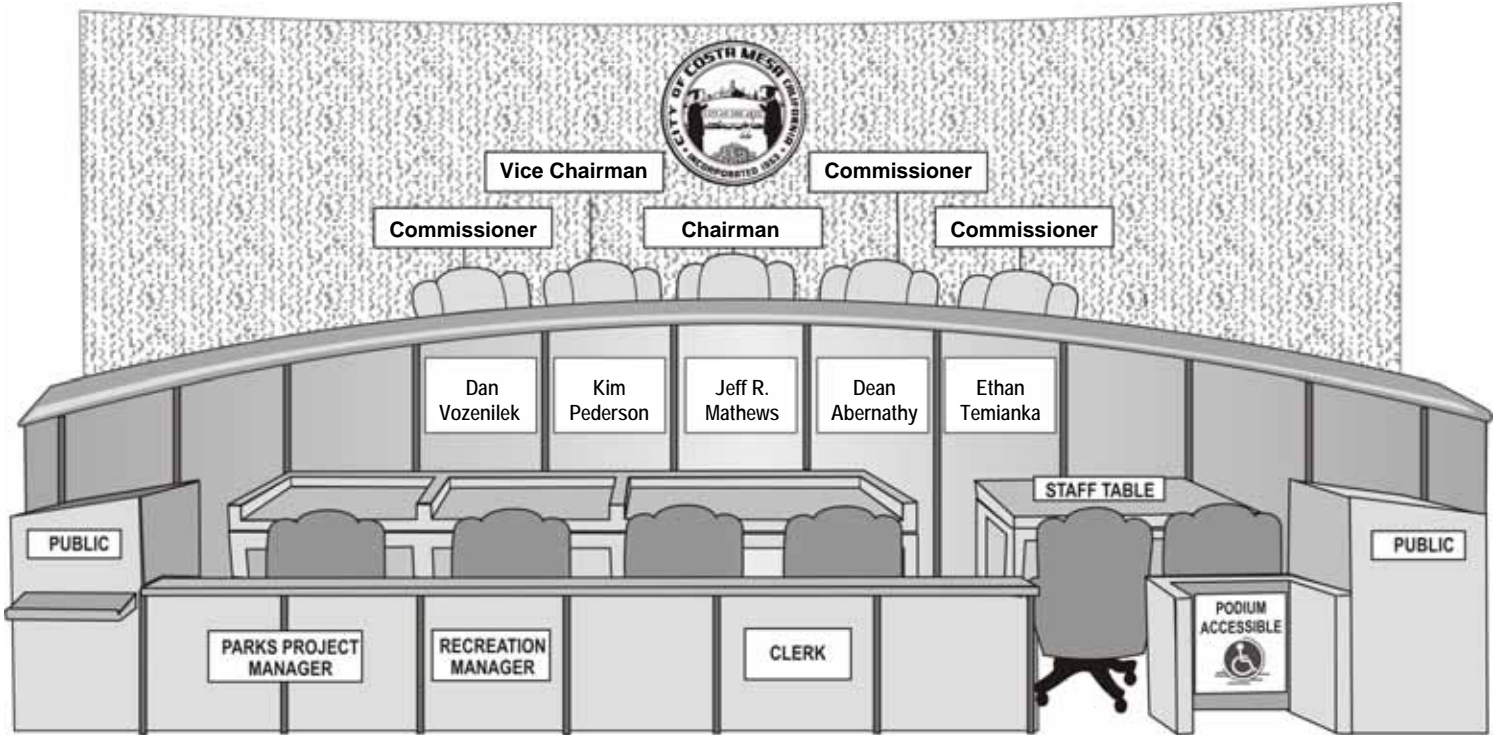 CITY OF COSTA MESA CALIFORNIA
INCORPORATED 1953
Vice Chairman
Commissioner
Commissioner
Chairman
Commissioner
Dan
Vozenilek
Kim
Pederson
Jeff R.
Mathews
Dean
Abernathy
Ethan
Temianka
STAFF TABLE
PUBLIC
PUBLIC
PARKS PROJECT
MANAGER
RECREATION
MANAGER
CLERK
PODIUM
ACCESSIBLE